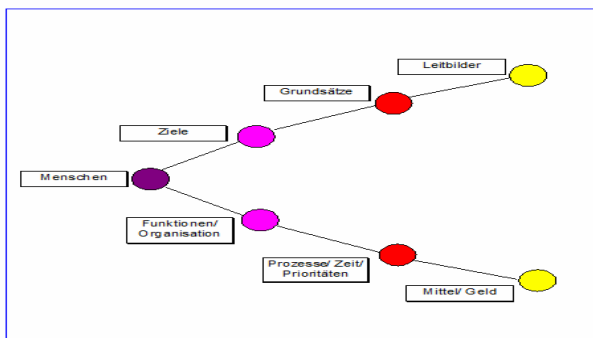 Leitbilder
Grundsätze
Ziele
Menschen
Funktionen/
Organisation
Prozesse/ Zeit/
Prioritäten
Mittel/ Geld